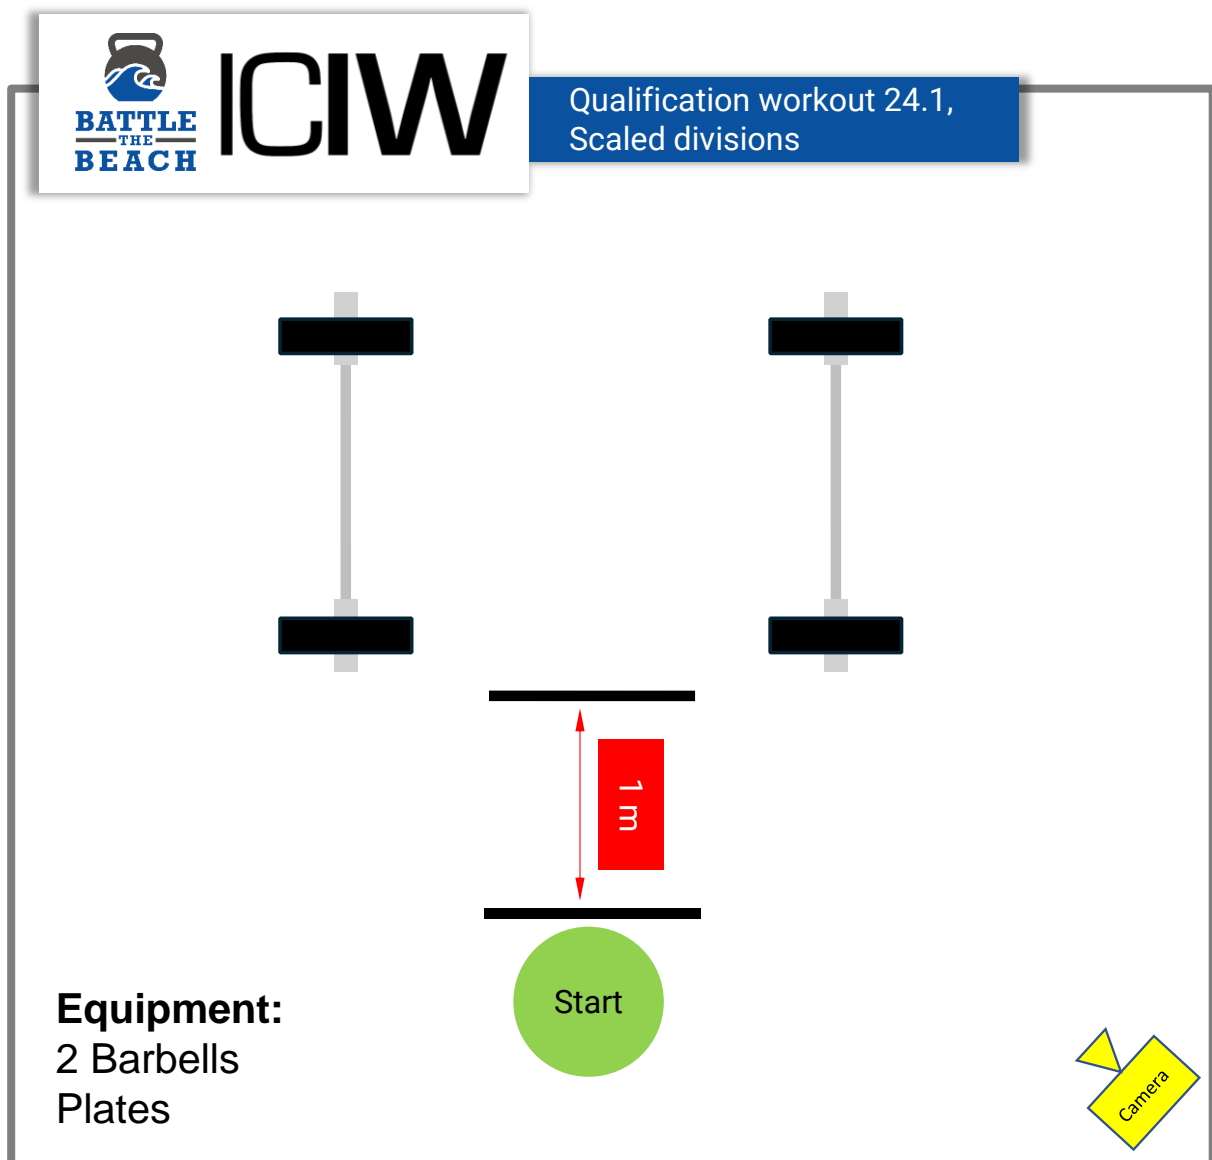 BATTLE
THE
BEACH
ICIW
Qualification workout 24.1,
Scaled divisions
1 m
Start
Equipment:
2 Barbells
Plates
Camera